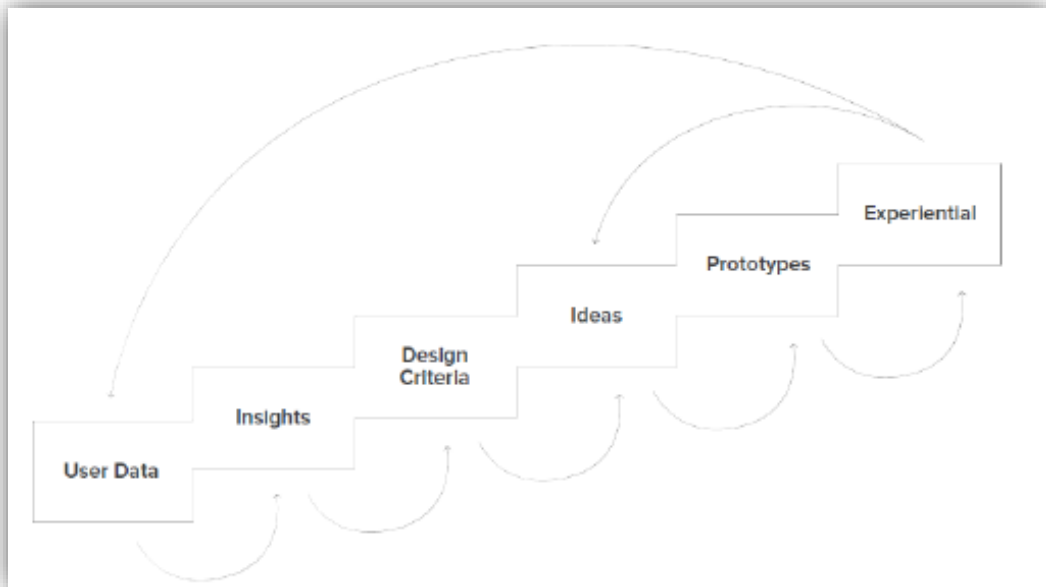 User Data
Insights
Design
Criteria
Ideas
Prototypes
Experiential